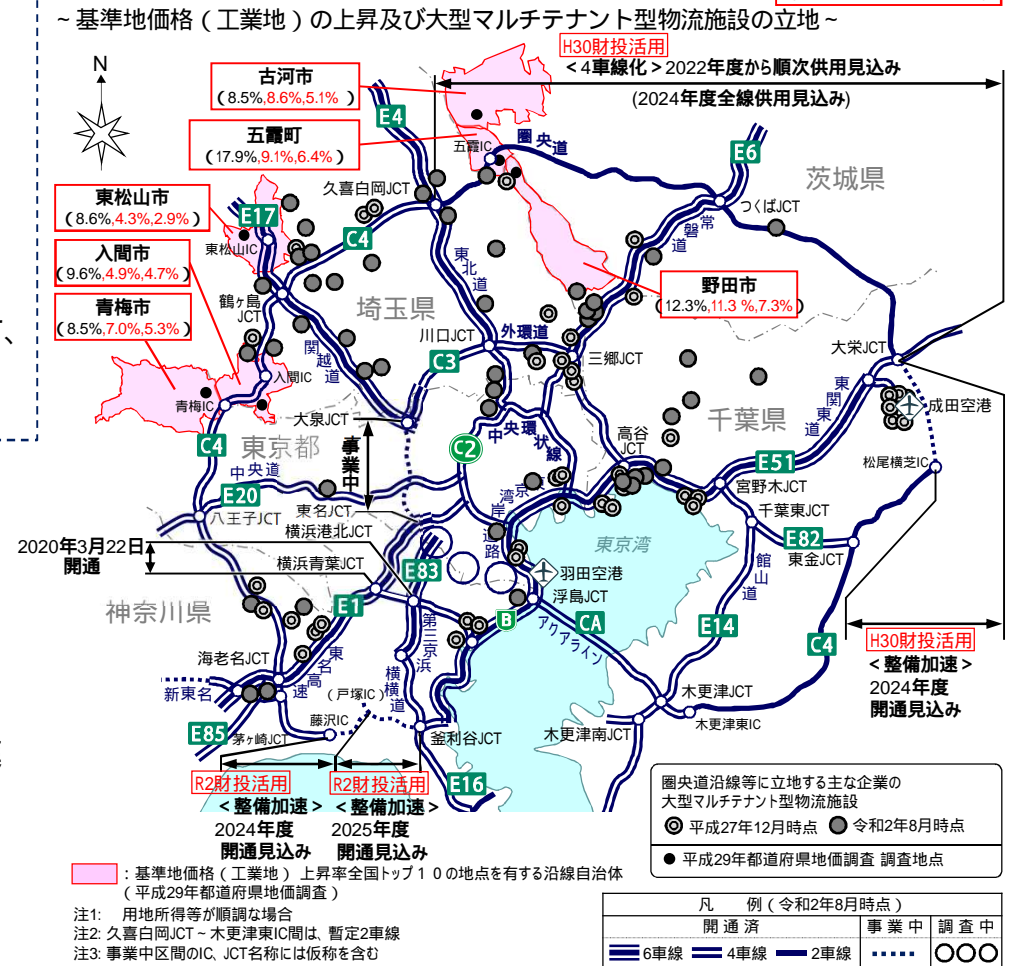 ~基準地価格(工業地)の上昇及び大型マルチテナント型物流施設の立地~
H30財投活用
<4車線化>2022年度から順次供用見込み
(2024年度全線供用見込み)
N
古河市
(8.5%,8.6%,5.1%)
五霞町
(17.9%,9.1%,6.4%)
東松山市
(8.6%,4.3%,2.9%)
入間市
(9.6%,4.9%,4.7%)
青梅市
(8.5%,7.0%,5.3%)
野田市
(12.3%,11.3%,7.3%)
E4
五霞IC
圏央道
E6
茨城県
久喜白岡JCT
つくばJCT
E17
東松山IC
C4
東北道
常磐道
鶴ヶ島JCT
埼玉県
関越道
川口JCT
外環道
C3
三郷JCT
大栄JCT
入間IC
青梅IC
大泉JCT
東関東道
成田空港
千葉県
C4
東京都
事業中
C2
中央環状線
高谷JCT
松尾横芝IC
中央道
E20
E51
宮野木JCT
八王子JCT
東名JCT
東京湾岸道路
千葉東JCT
横浜港北JCT
東京湾
E82
2020年3月22日
開通
横浜青葉JCT
E83
羽田空港
館山道
東金JCT
神奈川県
E1
浮島JCT
B
CA
アクアライン
E14
C4
H30財投活用
<整備加速>
2024年度
開通見込み
海老名JCT
東名高速
第三京浜
横横道
新東名
(戸塚IC)
木更津JCT
藤沢IC
木更津東IC
E85
茅ヶ崎JCT
釜利谷JCT
木更津南JCT
E16
R2財投活用
<整備加速>
2024年度
開通見込み
R2財投活用
<整備加速>
2025年度
開通見込み
圏央道沿線等に立地する主な企業の
大型マルチテナント型物流施設
平成27年12月時点 令和2年8月時点
平成29年都道府県地価調査 調査地点
:基準地価格(工業地)上昇率全国トップ10の地点を有する沿線自治体
(平成29年都道府県地価調査)
注1: 用地所得等が順調な場合
注2: 久喜白岡JCT~木更津東IC間は、暫定2車線
注3: 事業中区間のIC、JCT名称には仮称を含む
凡 例(令和2年8月時点)
開通済 事業中 調査中
6車線 4車線 2車線